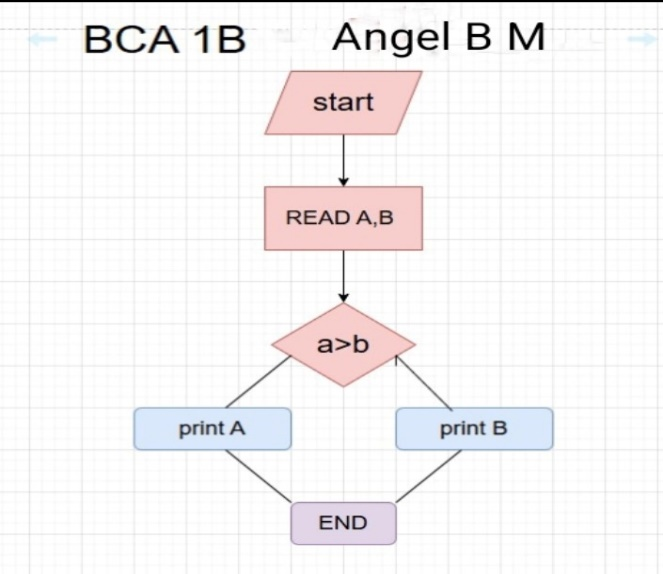 BCA 1B Angel B M
start
READ A,B
a>b
print A print B
END